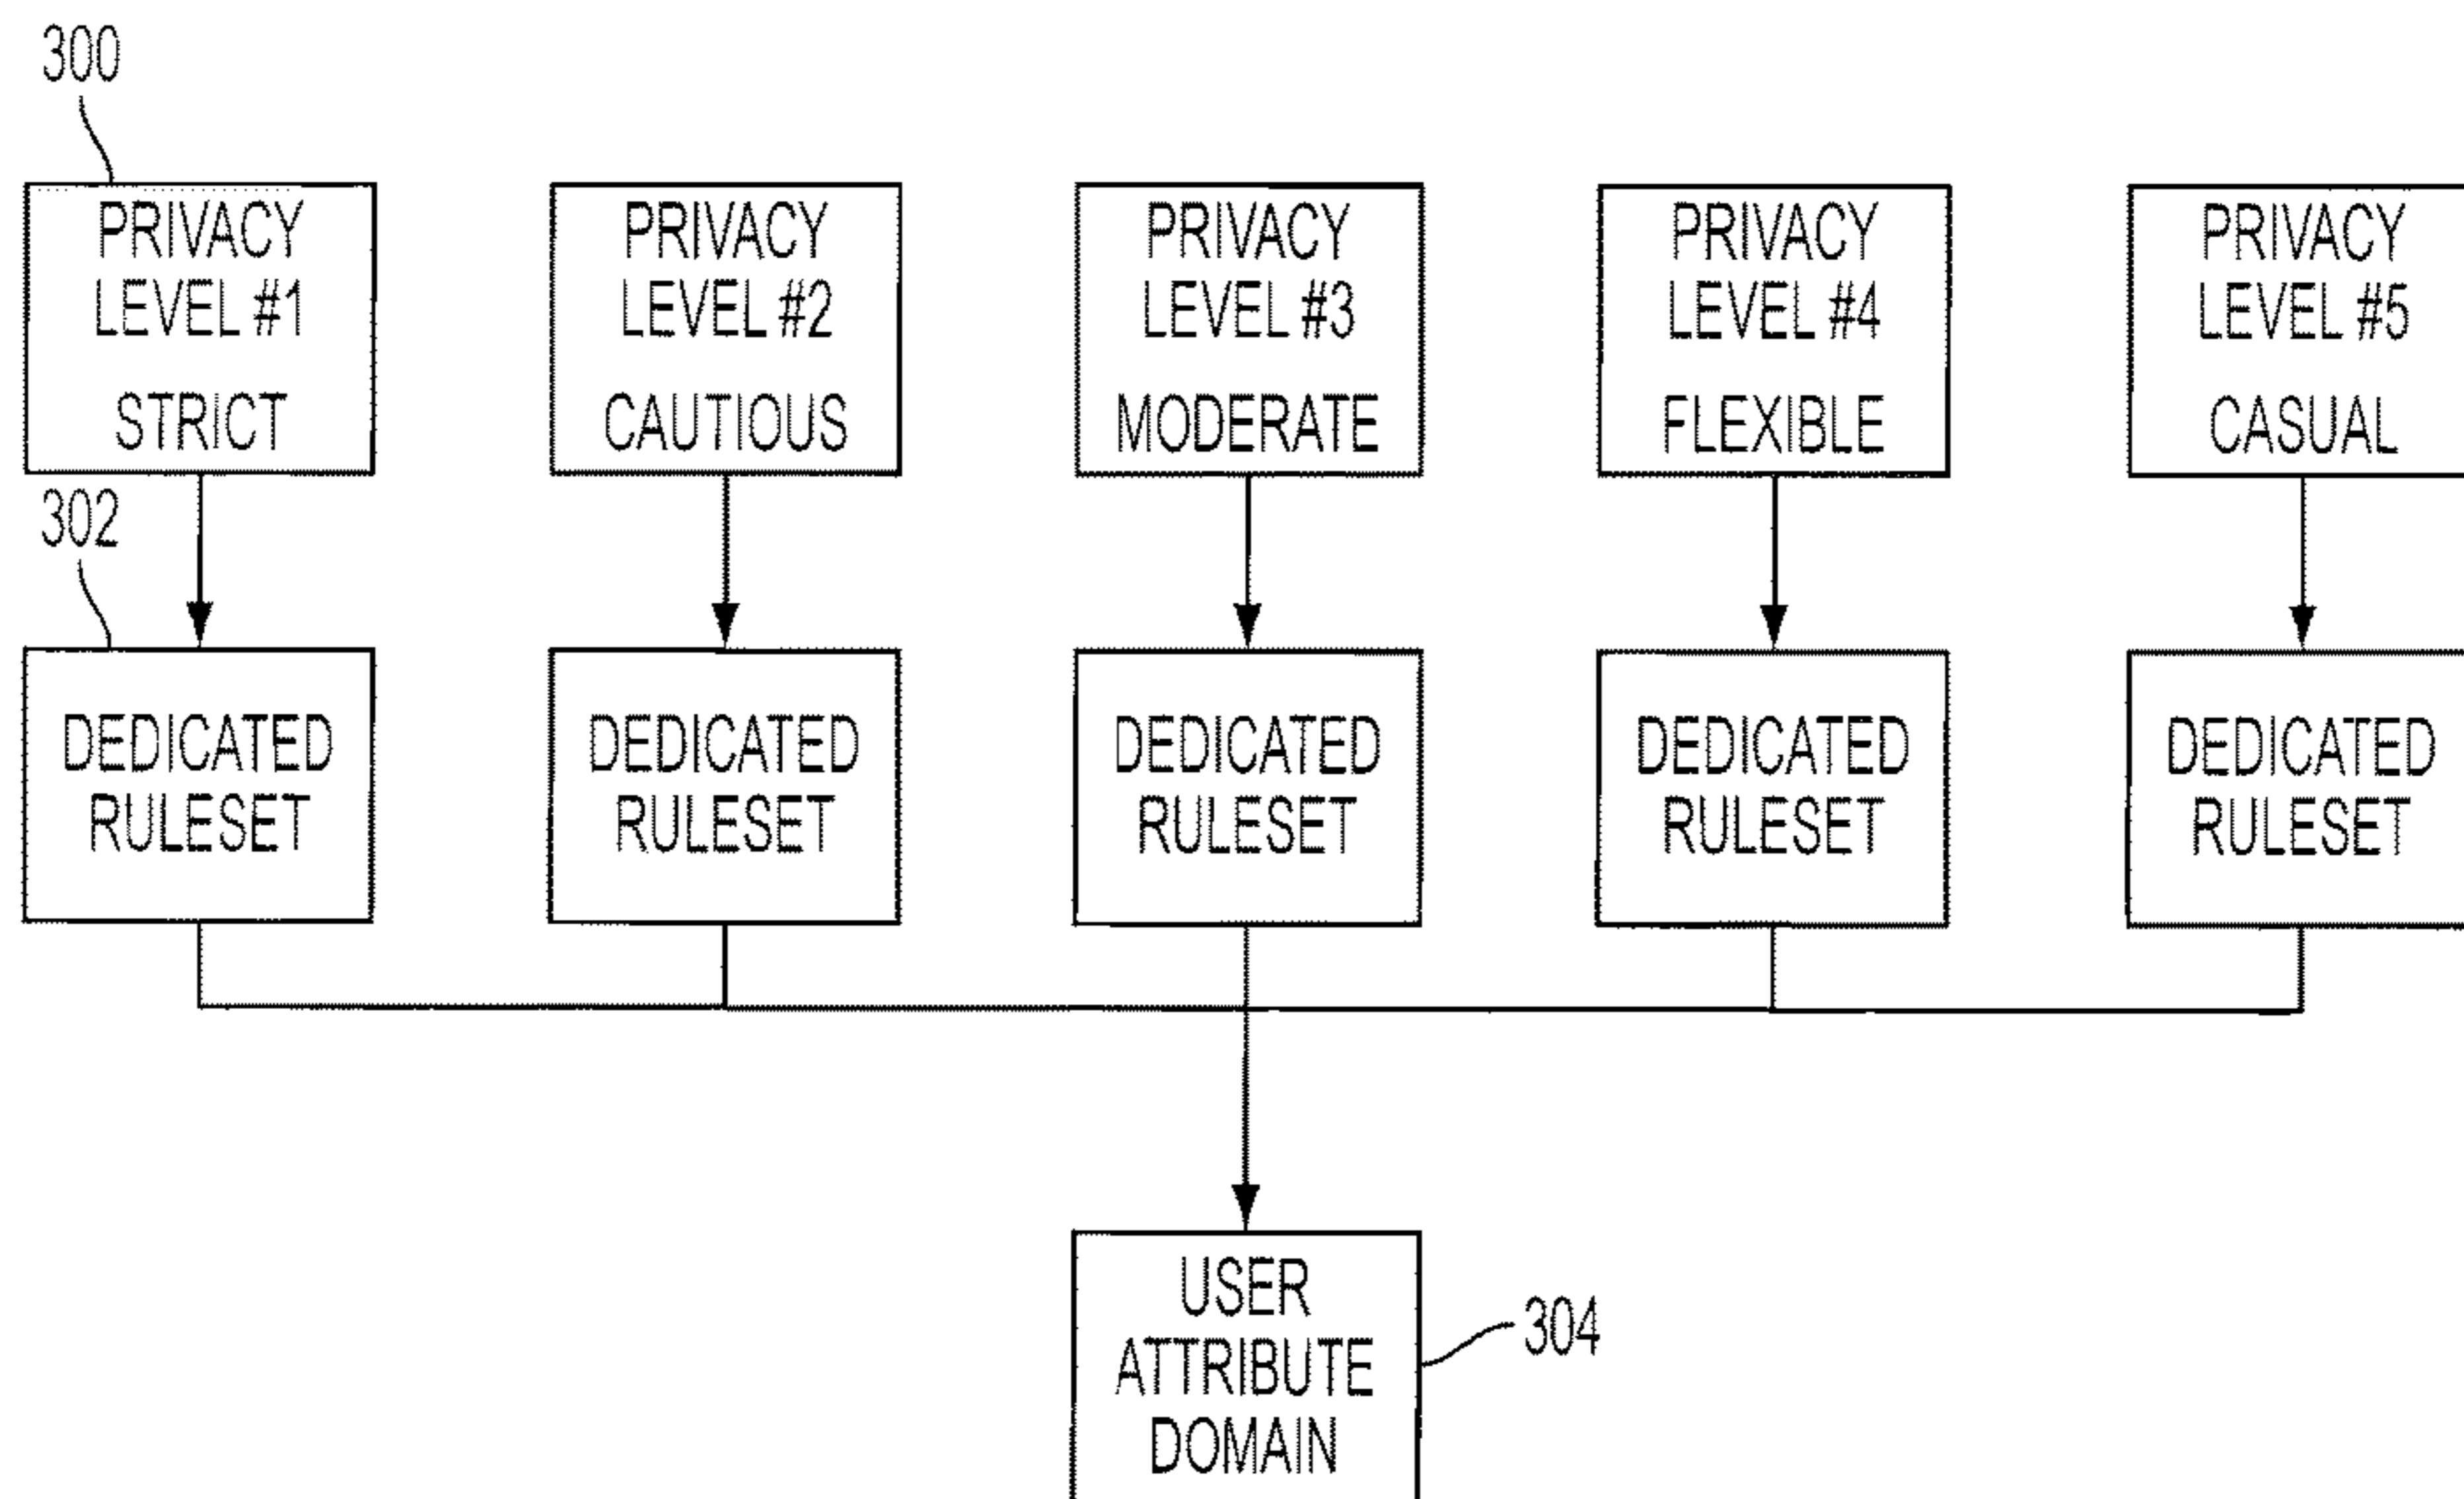 300
PRIVACY
LEVEL #1
STRICT
PRIVACY
LEVEL #2
CAUTIOUS
PRIVACY
LEVEL #3
MODERATE
PRIVACY
LEVEL #4
FLEXIBLE
PRIVACY
LEVEL #5
CASUAL
302
DEDICATED
RULESET
DEDICATED
RULESET
DEDICATED
RULESET
DEDICATED
RULESET
DEDICATED
RULESET
USER
ATTRIBUTE
DOMAIN
304